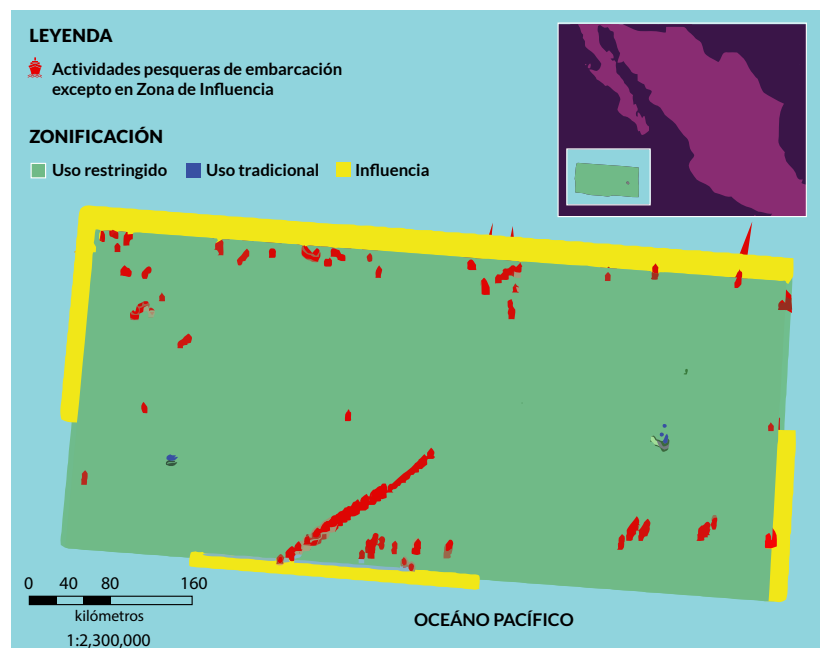 LEYENDA
Actividades pesqueras de embarcación
excepto en Zona de Influencia
ZONIFICACIÓN
Uso restringido Uso tradicional Influencia
0 40 80 160
kilómetros
1:2,300,000
OCEÁNO PACÍFICO